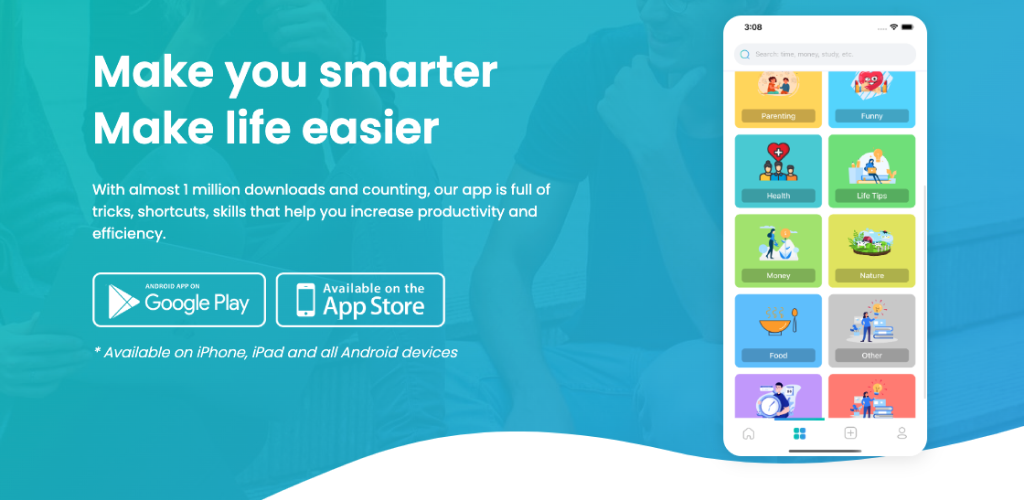 Make you smarter
Make life easier
With almost 1 million downloads and counting, our app is full of
tricks, shortcuts, skills that help you increase productivity and
efficiency.
ANDROID APP ON
Google Play
Available on the
App Store
* Available on iPhone, iPad and all Android devices
3:08
Search: time, money, study, etc.
Parenting
Funny
Health
Life Tips
Money
Nature
Food
Other